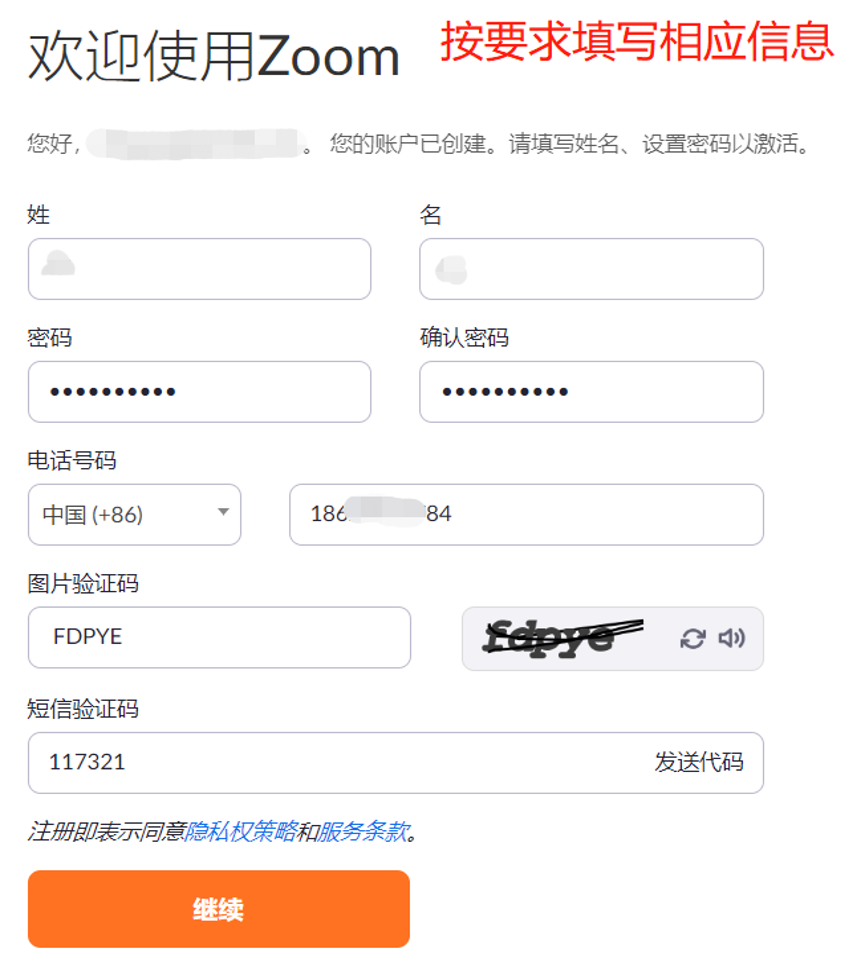 欢迎使用Zoom 按要求填写相应信息
您好, 。 您的账户已创建。请填写姓名、设置密码以激活。
姓 名
密码 确认密码
•••••••••• ••••••••••
电话号码
中国 (+86) 186 84
图片验证码
FDPYE fdpye
短信验证码
117321 发送代码
注册即表示同意隐私权策略和服务条款。
继续